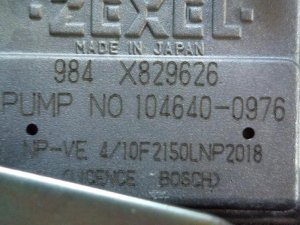 ZEXEL
MADE IN JAPAN
984 X829626
PUMP NO 104640-0976
NP-VE 4/10F2150LNP2018
(LICENCE BOSCH)